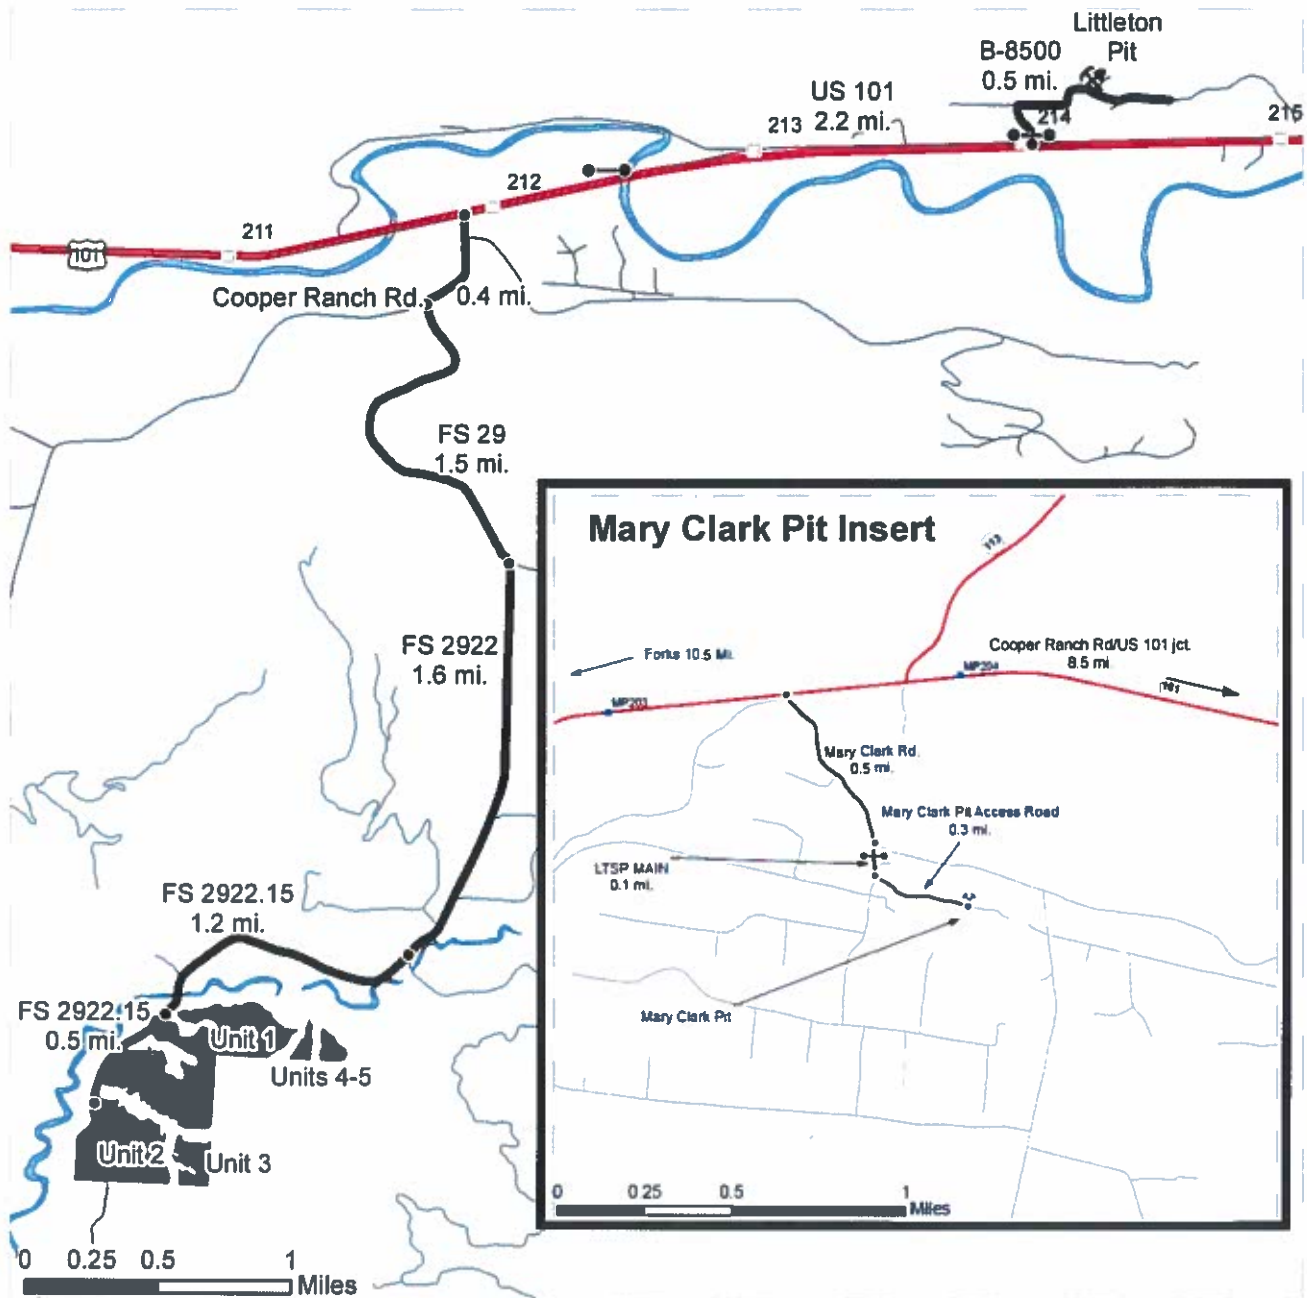 Littleton
Pit
B-8500
0.5 mi.
US 101
2.2 mi.
213
214
215
212
211
101
Cooper Ranch Rd.
0.4 mi.
FS 29
1.5 mi.
FS 2922
1.6 mi.
FS 2922.15
1.2 mi.
FS 2922.15
0.5 mi.
Unit 1
Units 4-5
Unit 2
Unit 3
0 0.25 0.5 1
Miles
Mary Clark Pit Insert
113
Forks 10.5 Mi.
Cooper Ranch Rd/US 101 jct.
8.5 mi
MP204
101
MP203
Mary Clark Rd.
0.5 mi.
Mary Clark Pit Access Road
0.3 mi.
LTSP MAIN
0.1 mi.
Mary Clark Pit
0 0.25 0.5 1
Miles